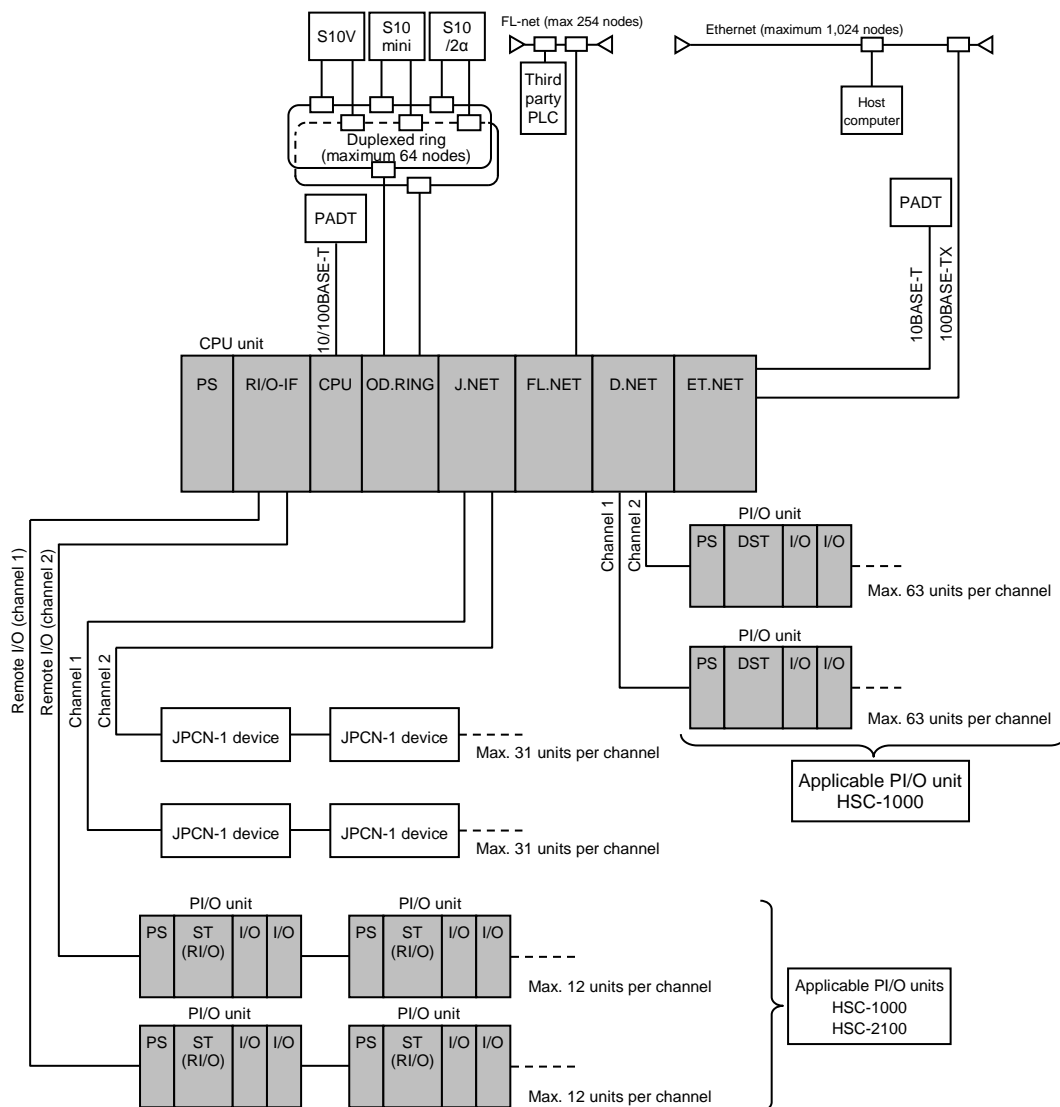 FL-net (max 254 nodes)
Ethernet (maximum 1,024 nodes)
S10V
S10
mini
S10
/2α
Third
party
PLC
Host
computer
Duplexed ring
(maximum 64 nodes)
PADT
PADT
10/100BASE-T
10BASE-T
100BASE-TX
CPU unit
PS
RI/O-IF
CPU
OD.RING
J.NET
FL.NET
D.NET
ET.NET
Remote I/O (channel 1)
Remote I/O (channel 2)
Channel 1
Channel 2
Channel 1
Channel 2
PI/O unit
PS
DST
I/O
I/O
Max. 63 units per channel
PI/O unit
PS
DST
I/O
I/O
Max. 63 units per channel
Applicable PI/O unit
HSC-1000
JPCN-1 device
JPCN-1 device
Max. 31 units per channel
JPCN-1 device
JPCN-1 device
Max. 31 units per channel
PI/O unit
PI/O unit
PS
ST
(RI/O)
I/O
I/O
PS
ST
(RI/O)
I/O
I/O
Max. 12 units per channel
PI/O unit
PI/O unit
PS
ST
(RI/O)
I/O
I/O
PS
ST
(RI/O)
I/O
I/O
Max. 12 units per channel
Applicable PI/O units
HSC-1000
HSC-2100